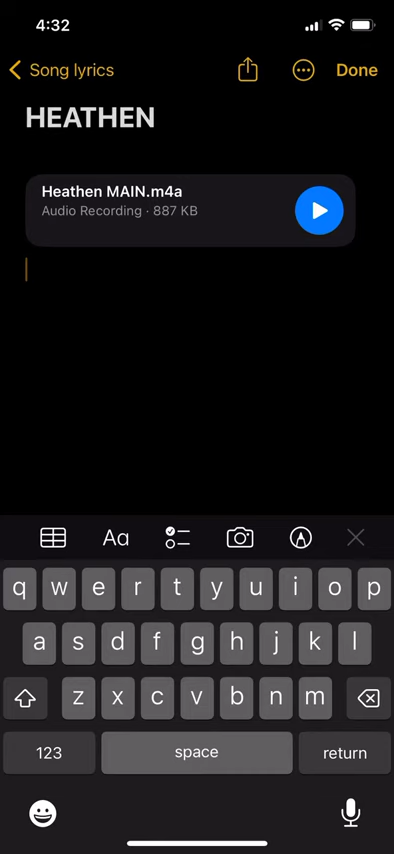 4:32
Song lyrics
Done
HEATHEN
Heathen MAIN.m4a
Audio Recording · 887 KB
Aa
q w e r t y u i o p
a s d f g h j k l
z x c v b n m
123 space return